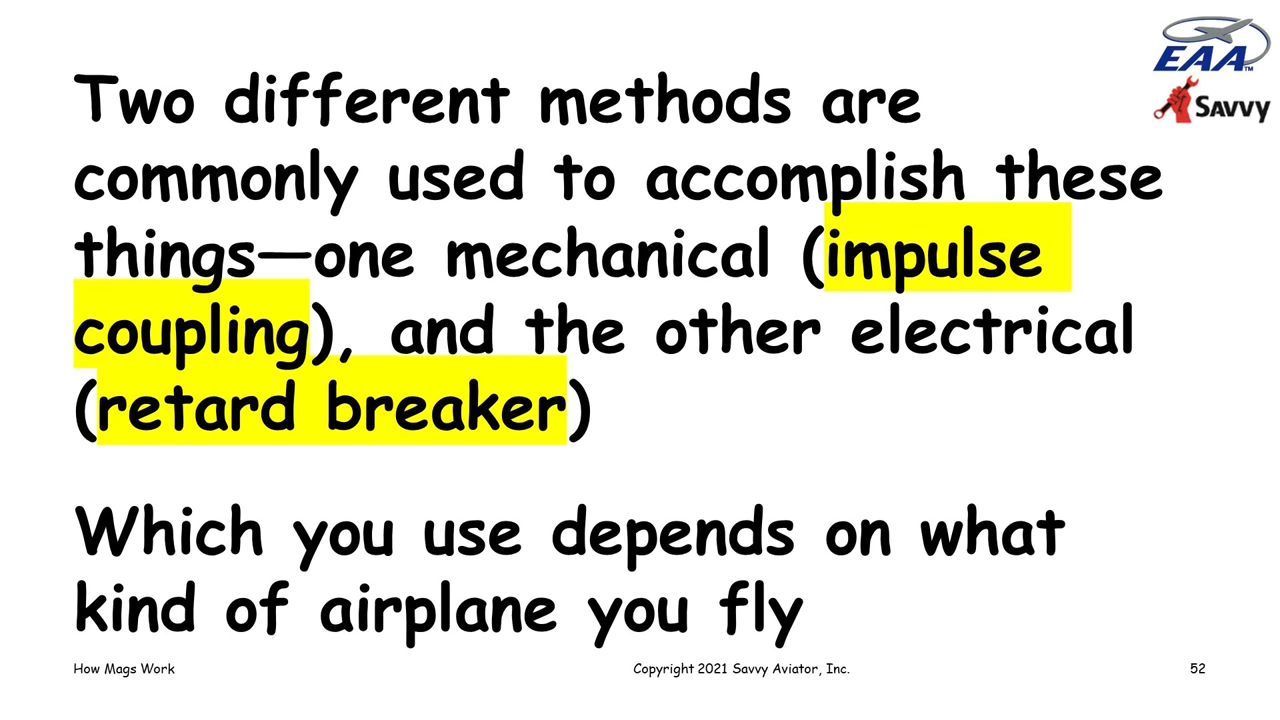 EAA™
SAVVY
Two different methods are
commonly used to accomplish these
things—one mechanical (impulse
coupling), and the other electrical
(retard breaker)
Which you use depends on what
kind of airplane you fly
How Mags Work
Copyright 2021 Savvy Aviator, Inc.
52